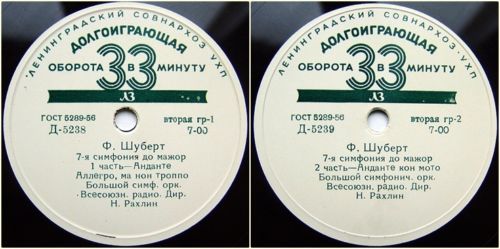 ЛЕНИНГРАДСКИЙ СОВНАРХОЗ УХКП
ДОЛГОИГРАЮЩАЯ
ОБОРОТА 33 В МИНУТУ
ЛЗ
ГОСТ 5289-56 вторая гр-1
Д-5238 7-00
Ф. Шуберт
7-я симфония до мажор
1 часть—Анданте
Аллегро, ма нон троппо
Большой симф. орк.
Всесоюзн. радио. Дир.
Н. Рахлин
ЛЕНИНГРАДСКИЙ СОВНАРХОЗ УХКП
ДОЛГОИГРАЮЩАЯ
ОБОРОТА 33 В МИНУТУ
ЛЗ
ГОСТ 5289-56 вторая гр-2
Д-5239 7-00
Ф. Шуберт
7-я симфония до мажор
2 часть—Анданте кон мото
Большой симфонич. орк.
Всесоюзн. радио. Дир.
Н. Рахлин